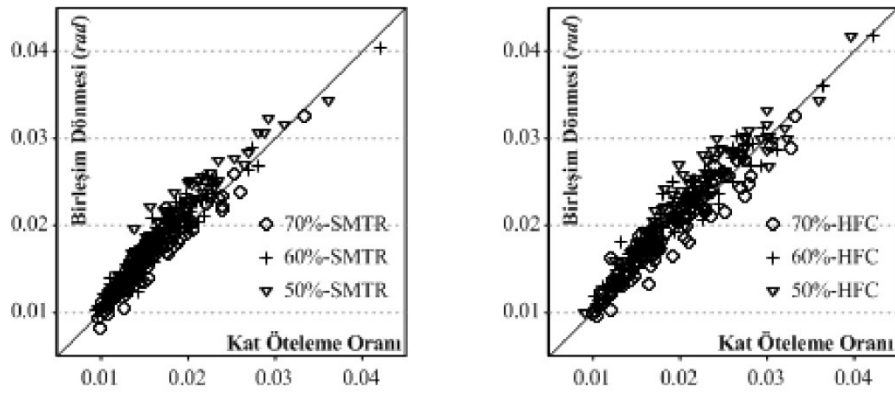 0.04
0.03
0.02
0.01
Birleşim Dönmesi (rad)
70%-SMTR
60%-SMTR
50%-SMTR
Kat Öteleme Oranı
0.01 0.02 0.03 0.04
0.04
0.03
0.02
0.01
Birleşim Dönmesi (rad)
70%-HFC
60%-HFC
50%-HFC
Kat Öteleme Oranı
0.01 0.02 0.03 0.04